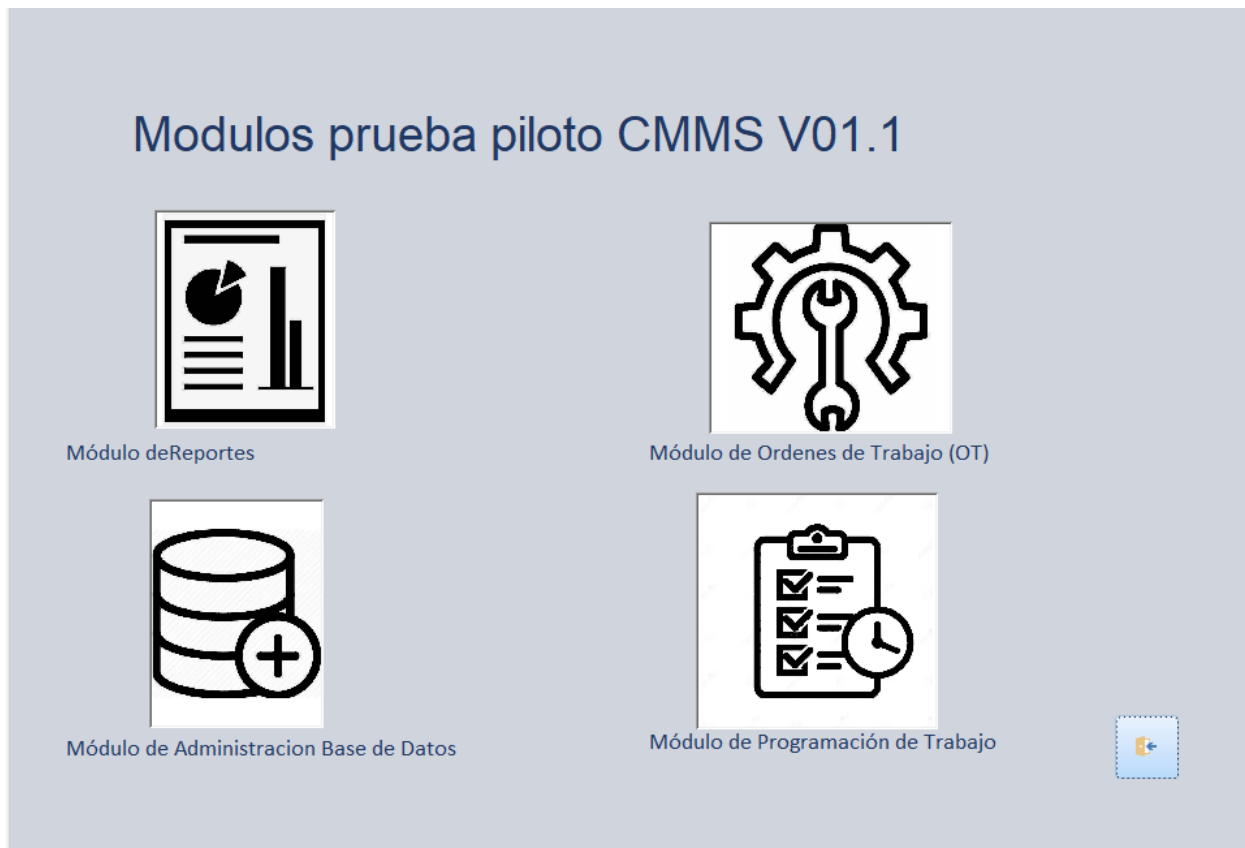 Modulos prueba piloto CMMS V01.1
Módulo deReportes
Módulo de Ordenes de Trabajo (OT)
Módulo de Administracion Base de Datos
Módulo de Programación de Trabajo